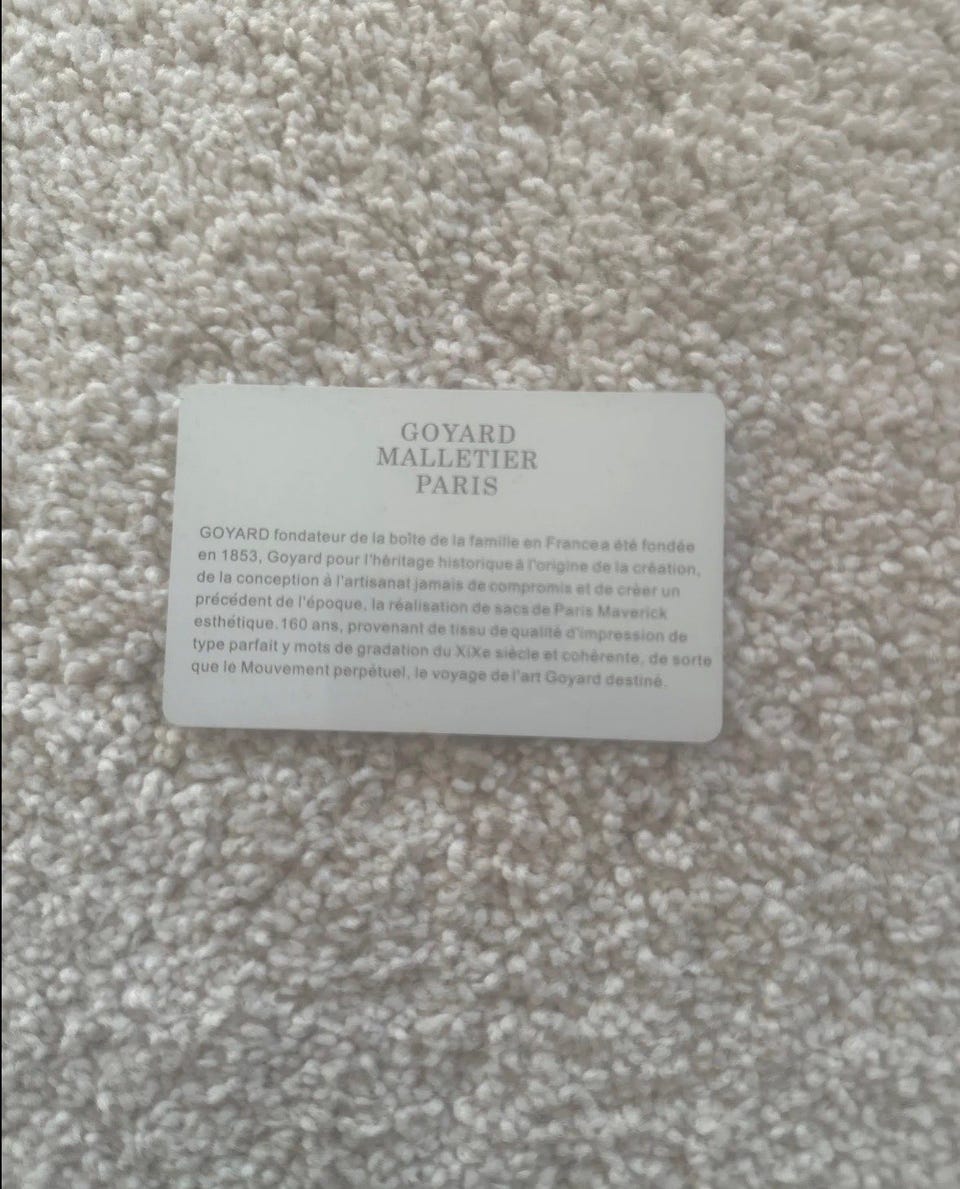 GOYARD
MALLETIER
PARIS
GOYARD fondateur de la boîte de la famille en Francea été fondée
en 1853, Goyard pour l'héritage historique à l'origine de la création,
de la conception à l'artisanat jamais de compromis et de créer un
précédent de l'époque, la réalisation de sacs de Paris Maverick
esthétique.160 ans, provenant de tissu de qualité d'impression de
type parfait y mots de gradation du XiXe siècle et cohérente, de sorte
que le Mouvement perpétuel, le voyage de l'art Goyard destiné.